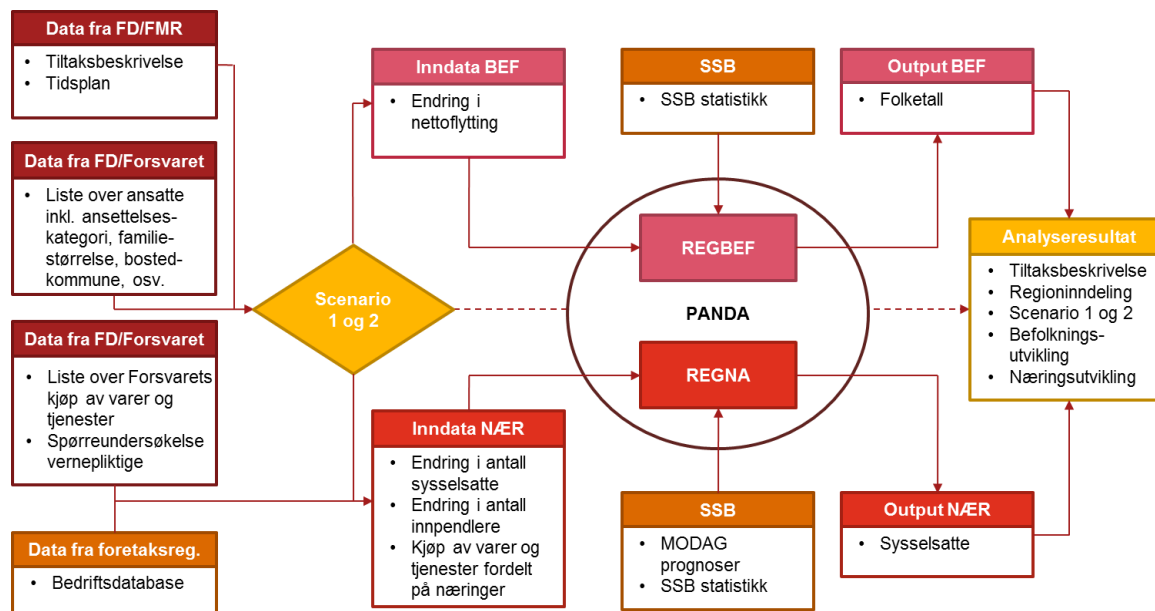 Data fra FD/FMR
• Tiltaksbeskrivelse
• Tidsplan
Data fra FD/Forsvaret
• Liste over ansatte
inkl. ansettelses-
kategori, familie-
størrelse, bosted-
kommune, osv.
Data fra FD/Forsvaret
• Liste over Forsvarets
kjøp av varer og
tjenester
• Spørreundersøkelse
vernepliktige
Data fra foretaksreg.
• Bedriftsdatabase
Scenario
1 og 2
Inndata BEF
• Endring i
nettoflytting
Inndata NÆR
• Endring i antall
sysselsatte
• Endring i antall
innpendlere
• Kjøp av varer og
tjenester fordelt
på næringer
SSB
• SSB statistikk
REGBEF
PANDA
REGNA
SSB
• MODAG
prognoser
• SSB statistikk
Output BEF
• Folketall
Output NÆR
• Sysselsatte
Analyseresultat
• Tiltaksbeskrivelse
• Regioninndeling
• Scenario 1 og 2
• Befolknings-
utvikling
• Næringsutvikling